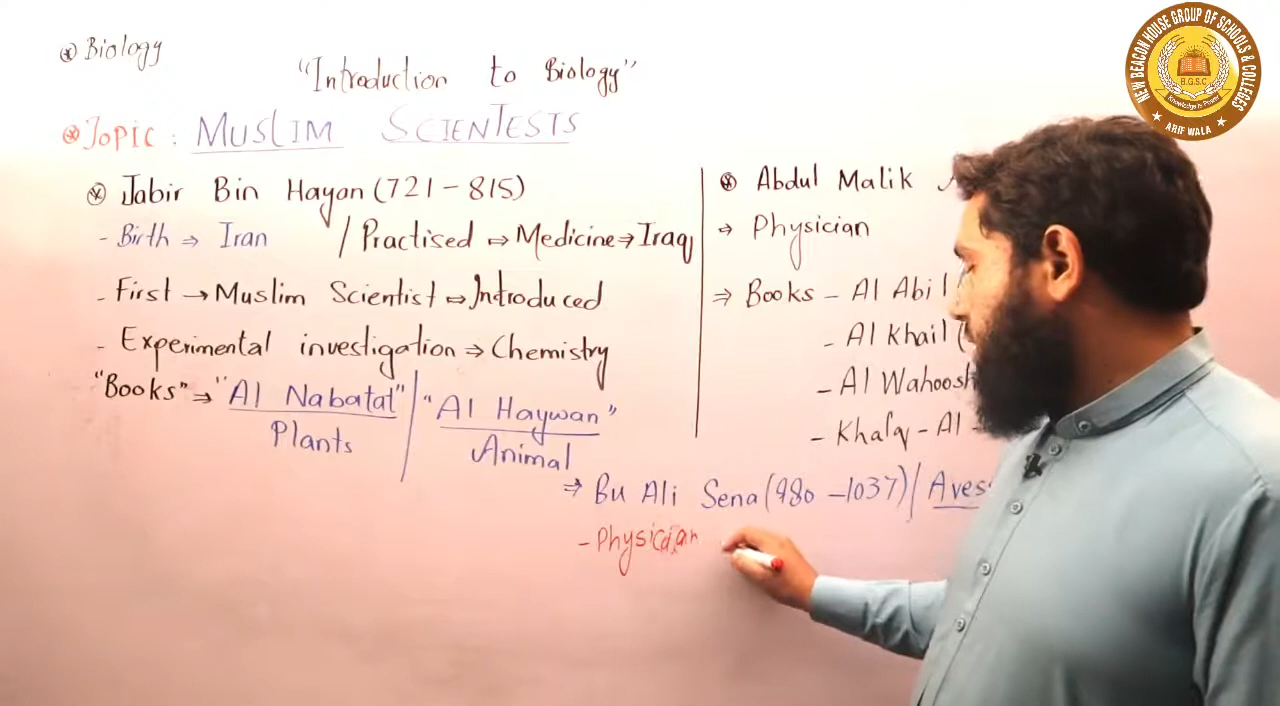 ⊛ Biology
"Introduction to Biology"
⊛ Topic : MUSLIM SCIENTESTS
⊛ Jabir Bin Hayan (721 - 815)
- Birth ⇒ Iran / Practised ⇒ Medicine ⇒ Iraq
- First → Muslim Scientist ⇒ Introduced
- Experimental investigation ⇒ Chemistry
"Books" ⇒ "Al Nabatat" / "Al Haywan"
Plants Animal
⊛ Abdul Malik
→ Physician
⇒ Books - Al Abil
- Al Khail (
- Al Wahoosh
- Khalq - Al -
⇒ Bu Ali Sena (980 - 1037) / Aves
- Physician
NEW BEACON HOUSE GROUP OF SCHOOLS & COLLEGES
B.G.S.C
Knowledge is Power
★ ARIF WALA ★